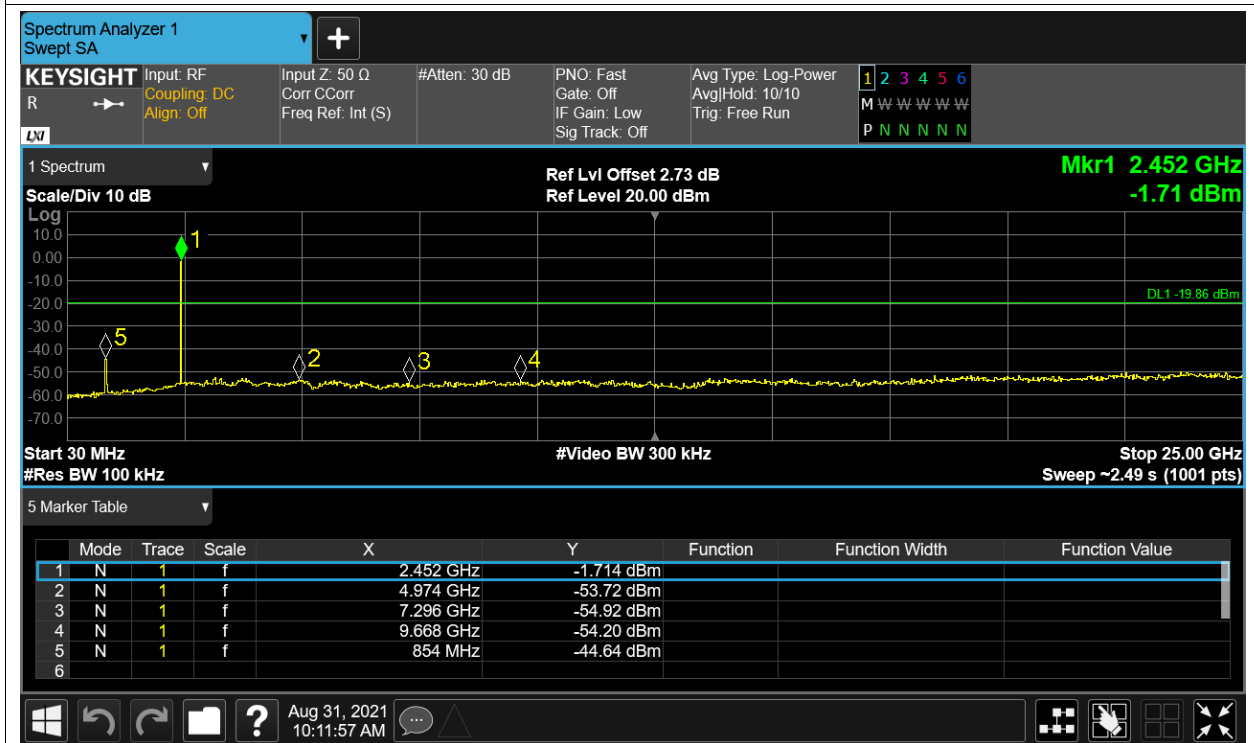 Spectrum Analyzer 1
Swept SA
+
KEYSIGHT
R
LXI
Input: RF
Coupling: DC
Align: Off
Input Z: 50 Ω
Corr CCorr
Freq Ref: Int (S)
#Atten: 30 dB
PNO: Fast
Gate: Off
IF Gain: Low
Sig Track: Off
Avg Type: Log-Power
Avg|Hold: 10/10
Trig: Free Run
1 2 3 4 5 6
M W W W W W
P N N N N N
1 Spectrum
Scale/Div 10 dB
Ref Lvl Offset 2.73 dB
Ref Level 20.00 dBm
Mkr1 2.452 GHz
-1.71 dBm
Log
10.0
0.00
-10.0
-20.0
-30.0
-40.0
-50.0
-60.0
-70.0
1
DL1 -19.86 dBm
5
2
3
4
Start 30 MHz
#Res BW 100 kHz
#Video BW 300 kHz
Stop 25.00 GHz
Sweep ~2.49 s (1001 pts)
5 Marker Table
Mode Trace Scale X Y Function Function Width Function Value
1 N 1 f 2.452 GHz -1.714 dBm
2 N 1 f 4.974 GHz -53.72 dBm
3 N 1 f 7.296 GHz -54.92 dBm
4 N 1 f 9.668 GHz -54.20 dBm
5 N 1 f 854 MHz -44.64 dBm
6
?
Aug 31, 2021
10:11:57 AM